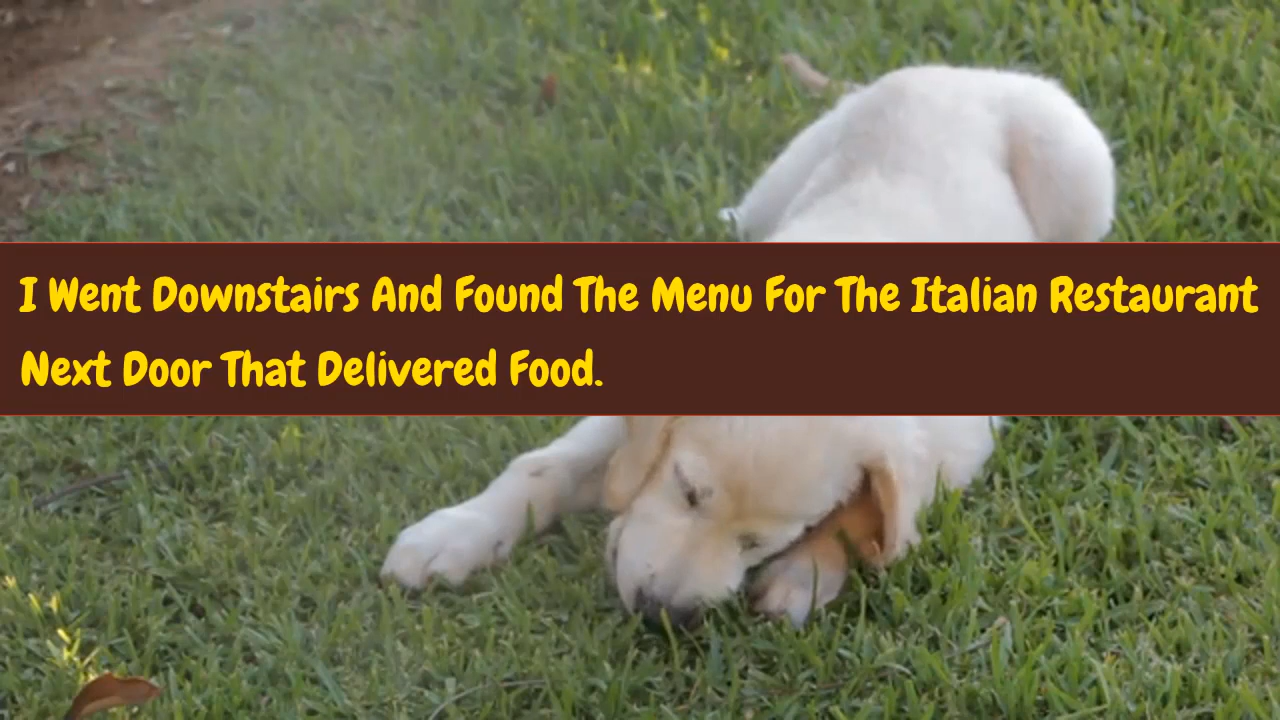 I Went Downstairs And Found The Menu For The Italian Restaurant
Next Door That Delivered Food.